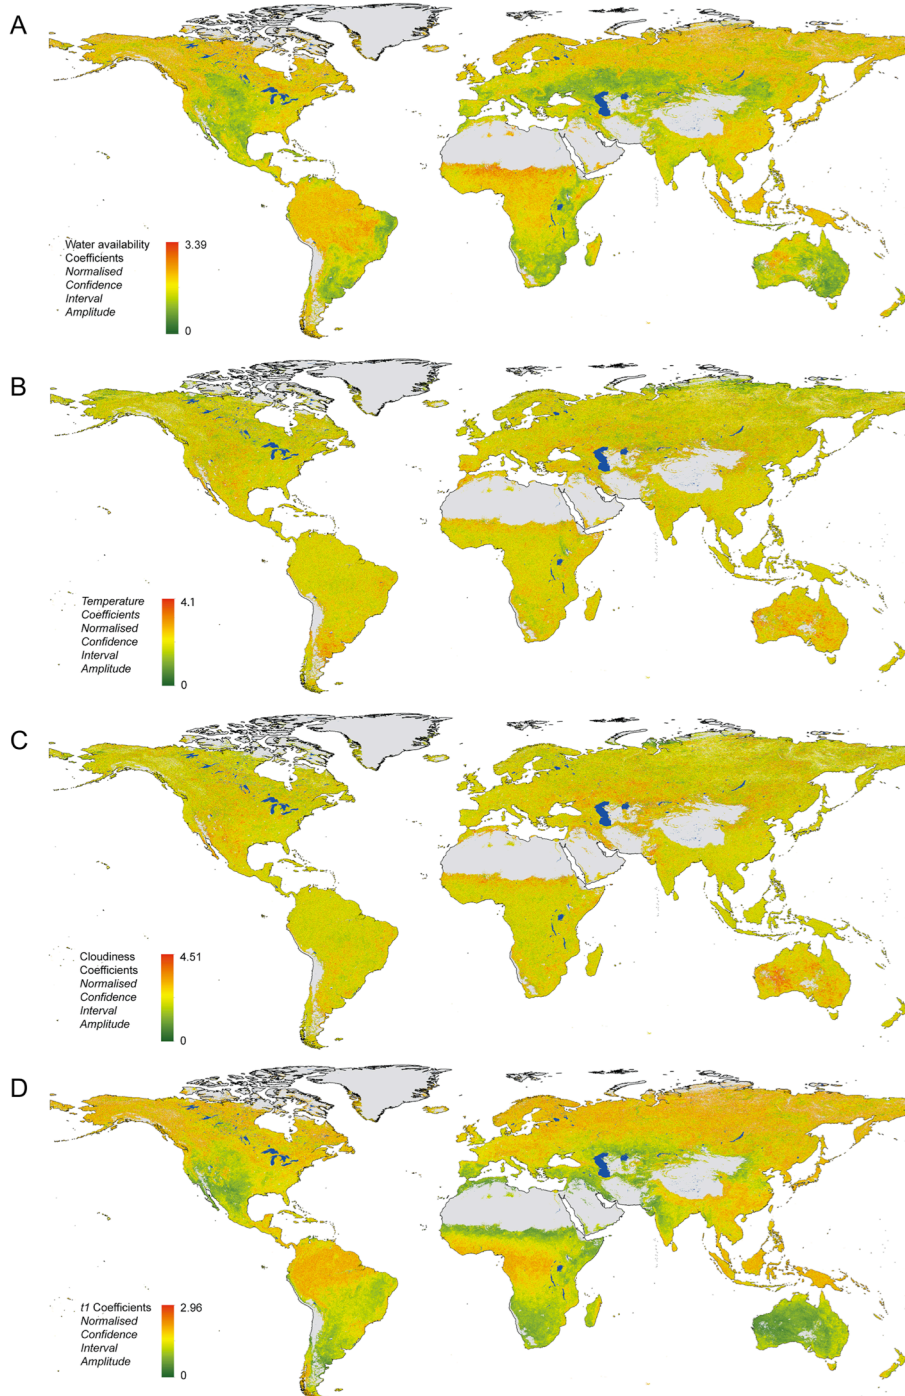 A
Water availability
Coefficients
Normalised
Confidence
Interval
Amplitude
3.39
0
B
Temperature
Coefficients
Normalised
Confidence
Interval
Amplitude
4.1
0
C
Cloudiness
Coefficients
Normalised
Confidence
Interval
Amplitude
4.51
0
D
t1 Coefficients
Normalised
Confidence
Interval
Amplitude
2.96
0